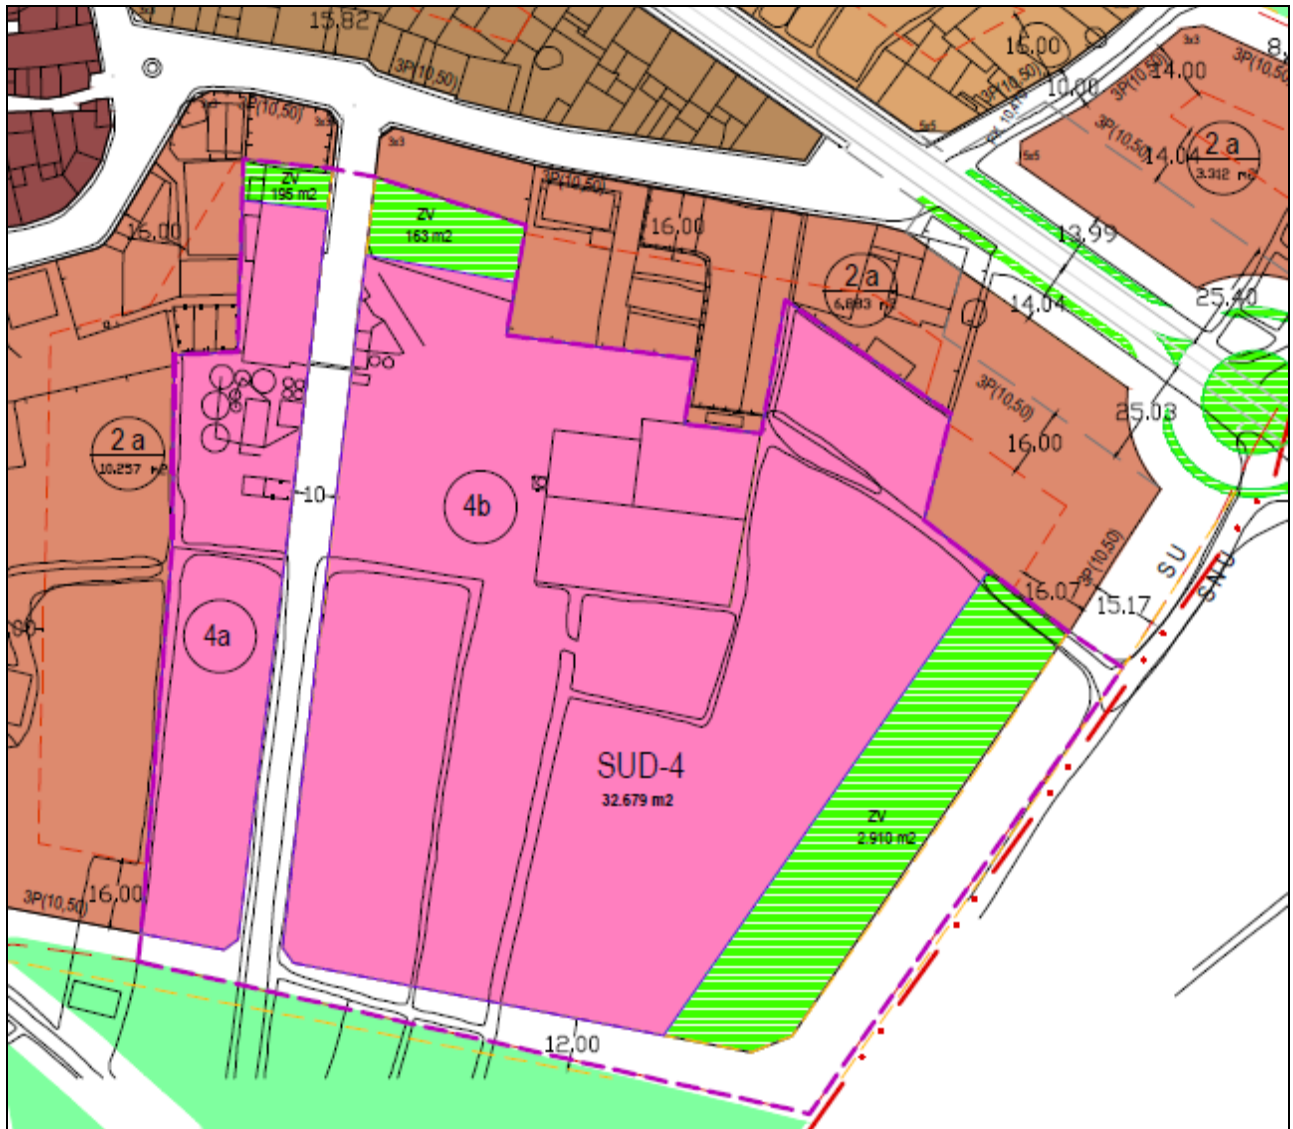 15.82
3P(10,50)
16.00
3P(10,50)
10.00
3x3
14.00
3P(10,50)
3P(10,50)
3P(10,50)
14.04
2 a
3.312 m2
5x5
5x5
3P(10,50)
3x3
ZV
195 m2
ZV
163 m2
3P(10,50)
16.00
16.00
13.99
2 a
6.883 m2
14.04
25.40
3P(10,50)
16.00
25.03
2 a
10.257 m2
10
4b
4a
SU
SNU
3P(10,50)
16.07
15.17
SUD-4
32.679 m2
ZV
2.910 m2
3P(10,50)
16.00
12.00